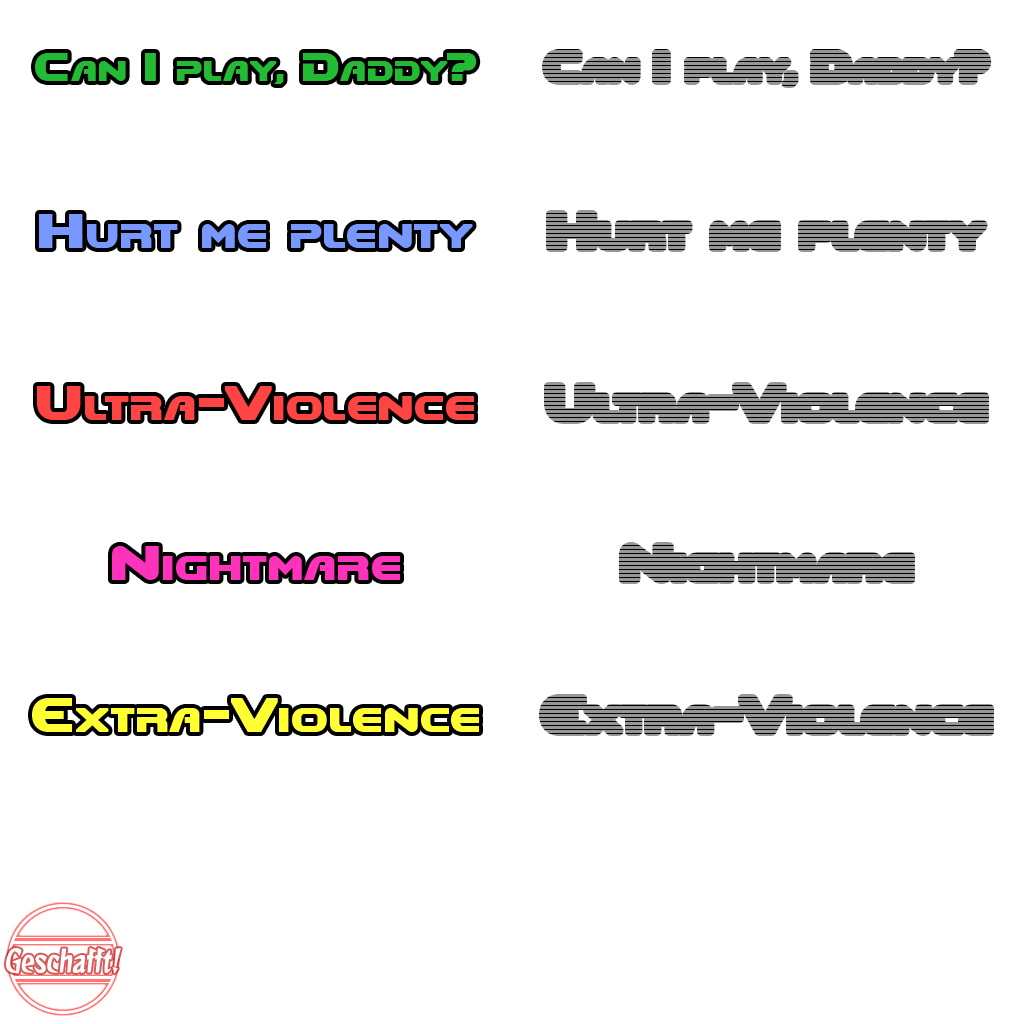 Can I play, Daddy? Can I play, Daddy?
Hurt me plenty Hurt me plenty
Ultra-Violence Ultra-Violence
Nightmare Nightmare
Extra-Violence Extra-Violence
Geschafft!